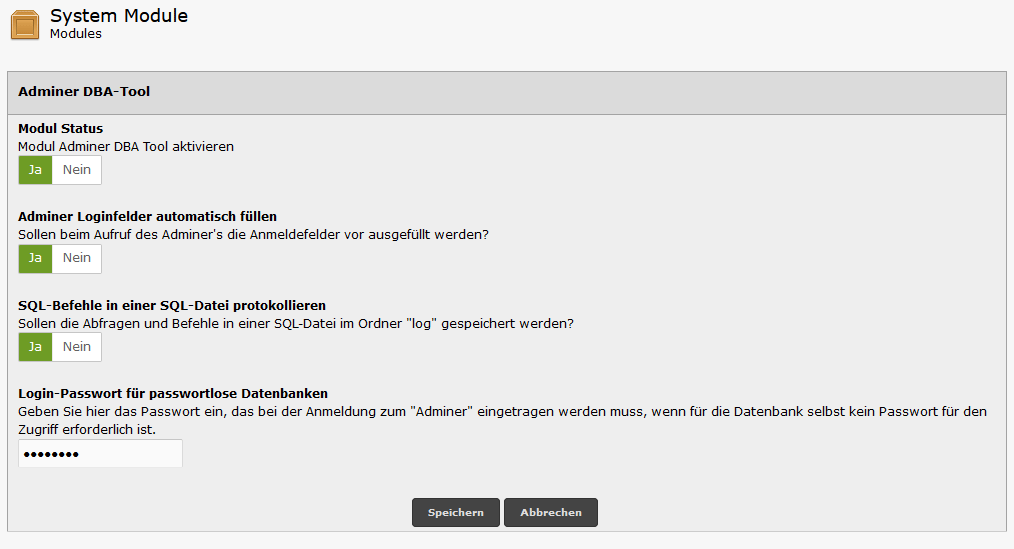 System Module
Modules
Adminer DBA-Tool
Modul Status
Modul Adminer DBA Tool aktivieren
Ja Nein
Adminer Loginfelder automatisch füllen
Sollen beim Aufruf des Adminer's die Anmeldefelder vor ausgefüllt werden?
Ja Nein
SQL-Befehle in einer SQL-Datei protokollieren
Sollen die Abfragen und Befehle in einer SQL-Datei im Ordner "log" gespeichert werden?
Ja Nein
Login-Passwort für passwortlose Datenbanken
Geben Sie hier das Passwort ein, das bei der Anmeldung zum "Adminer" eingetragen werden muss, wenn für die Datenbank selbst kein Passwort für den
Zugriff erforderlich ist.
••••••••
Speichern Abbrechen